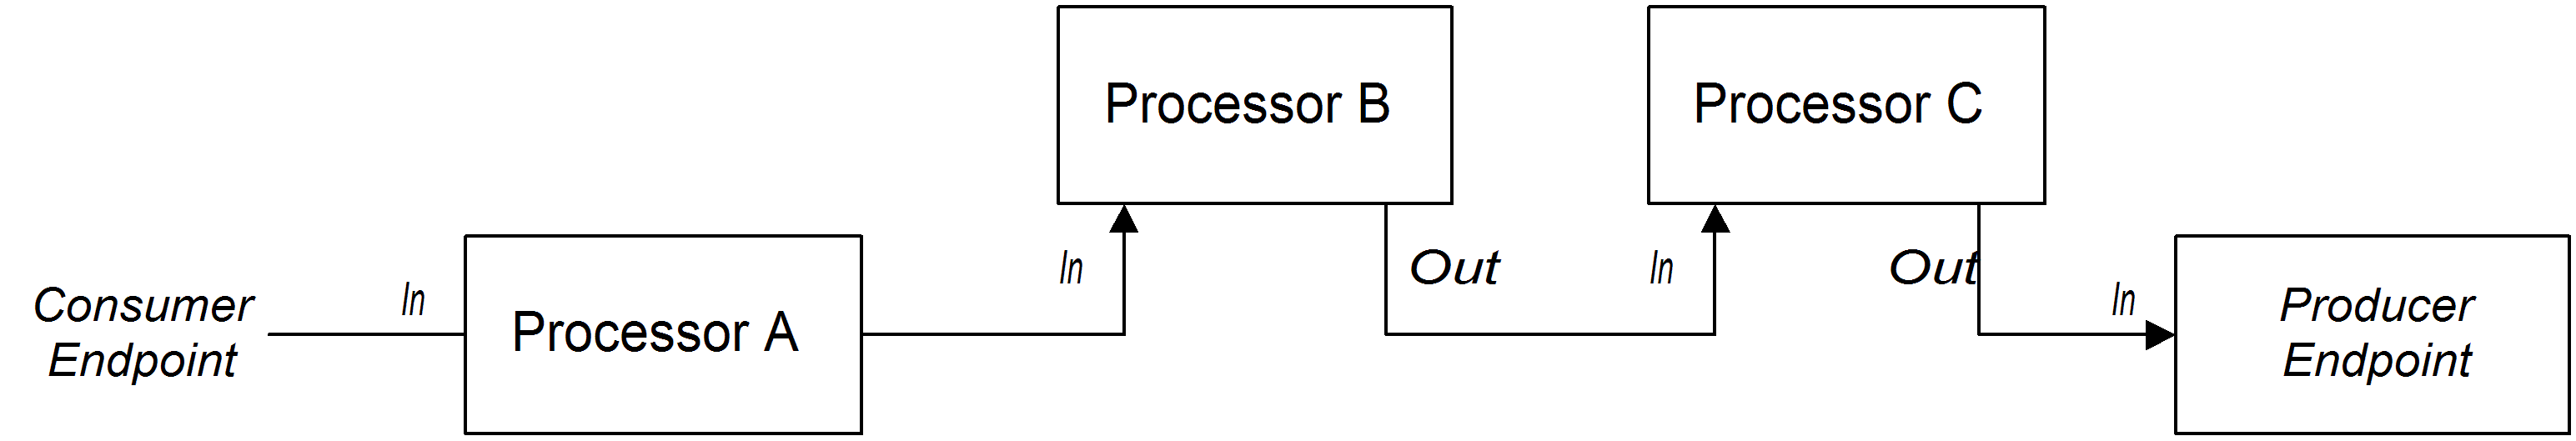 Consumer
Endpoint
In
Processor A
In
Processor B
Out
In
Processor C
Out
In
Producer
Endpoint